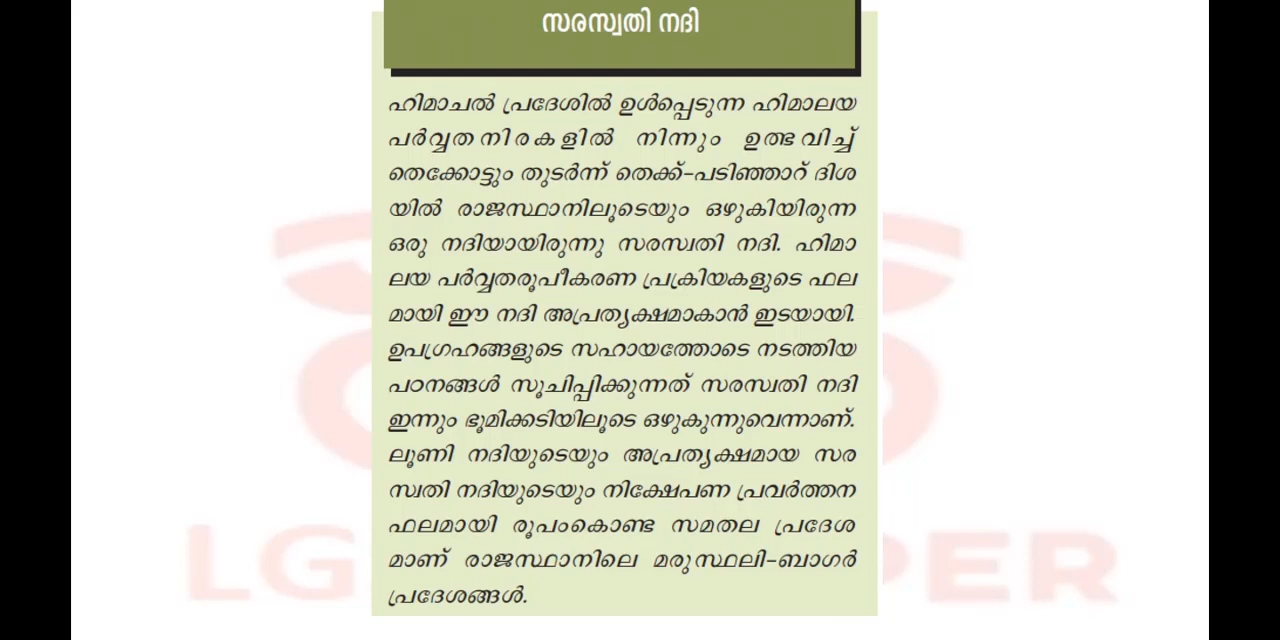 സരസ്വതി നദി
ഹിമാചൽ പ്രദേശിൽ ഉൾപ്പെടുന്ന ഹിമാലയ
പർവ്വതനിരകളിൽ നിന്നും ഉത്ഭവിച്ച്
തെക്കോട്ടും തുടർന്ന് തെക്ക്-പടിഞ്ഞാറ് ദിശ
യിൽ രാജസ്ഥാനിലൂടെയും ഒഴുകിയിരുന്ന
ഒരു നദിയായിരുന്നു സരസ്വതി നദി. ഹിമാ
ലയ പർവ്വതരൂപീകരണ പ്രക്രിയകളുടെ ഫല
മായി ഈ നദി അപ്രത്യക്ഷമാകാൻ ഇടയായി.
ഉപഗ്രഹങ്ങളുടെ സഹായത്തോടെ നടത്തിയ
പഠനങ്ങൾ സൂചിപ്പിക്കുന്നത് സരസ്വതി നദി
ഇന്നും ഭൂമിക്കടിയിലൂടെ ഒഴുകുന്നുവെന്നാണ്.
ലൂണി നദിയുടെയും അപ്രത്യക്ഷമായ സര
സ്വതി നദിയുടെയും നിക്ഷേപണ പ്രവർത്തന
ഫലമായി രൂപംകൊണ്ട സമതല പ്രദേശ
മാണ് രാജസ്ഥാനിലെ മരുസ്ഥലി-ബാഗർ
പ്രദേശങ്ങൾ.